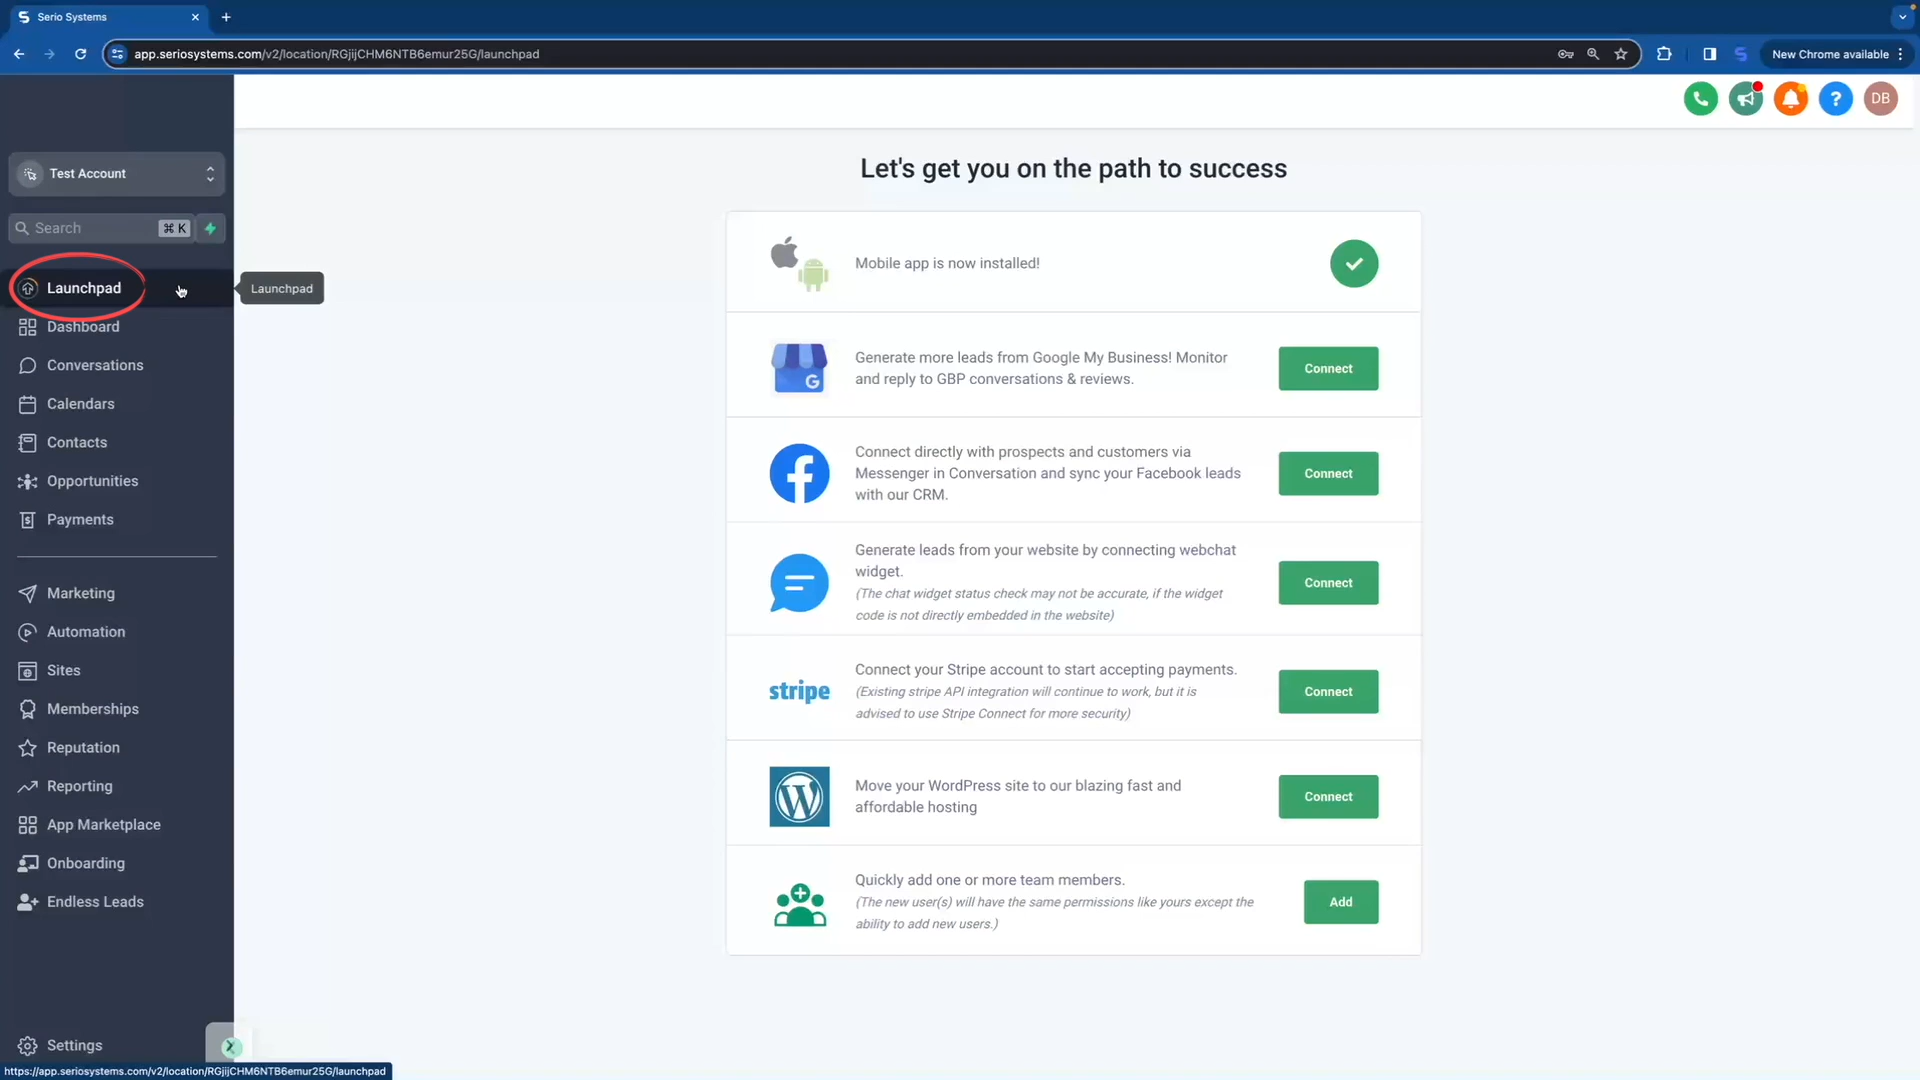 Serio Systems
app.seriosystems.com/v2/location/RGjijCHM6NTB6emur25G/launchpad
New Chrome available
DB
Test Account
Search ⌘ K
Launchpad
Launchpad
Dashboard
Conversations
Calendars
Contacts
Opportunities
Payments
Marketing
Automation
Sites
Memberships
Reputation
Reporting
App Marketplace
Onboarding
Endless Leads
Settings
Let's get you on the path to success
Mobile app is now installed!
Generate more leads from Google My Business! Monitor
and reply to GBP conversations & reviews.
Connect
Connect directly with prospects and customers via
Messenger in Conversation and sync your Facebook leads
with our CRM.
Connect
Generate leads from your website by connecting webchat
widget.
(The chat widget status check may not be accurate, if the widget
code is not directly embedded in the website)
Connect
stripe
Connect your Stripe account to start accepting payments.
(Existing stripe API integration will continue to work, but it is
advised to use Stripe Connect for more security)
Connect
Move your WordPress site to our blazing fast and
affordable hosting
Connect
Quickly add one or more team members.
(The new user(s) will have the same permissions like yours except the
ability to add new users.)
Add
https://app.seriosystems.com/v2/location/RGjijCHM6NTB6emur25G/launchpad